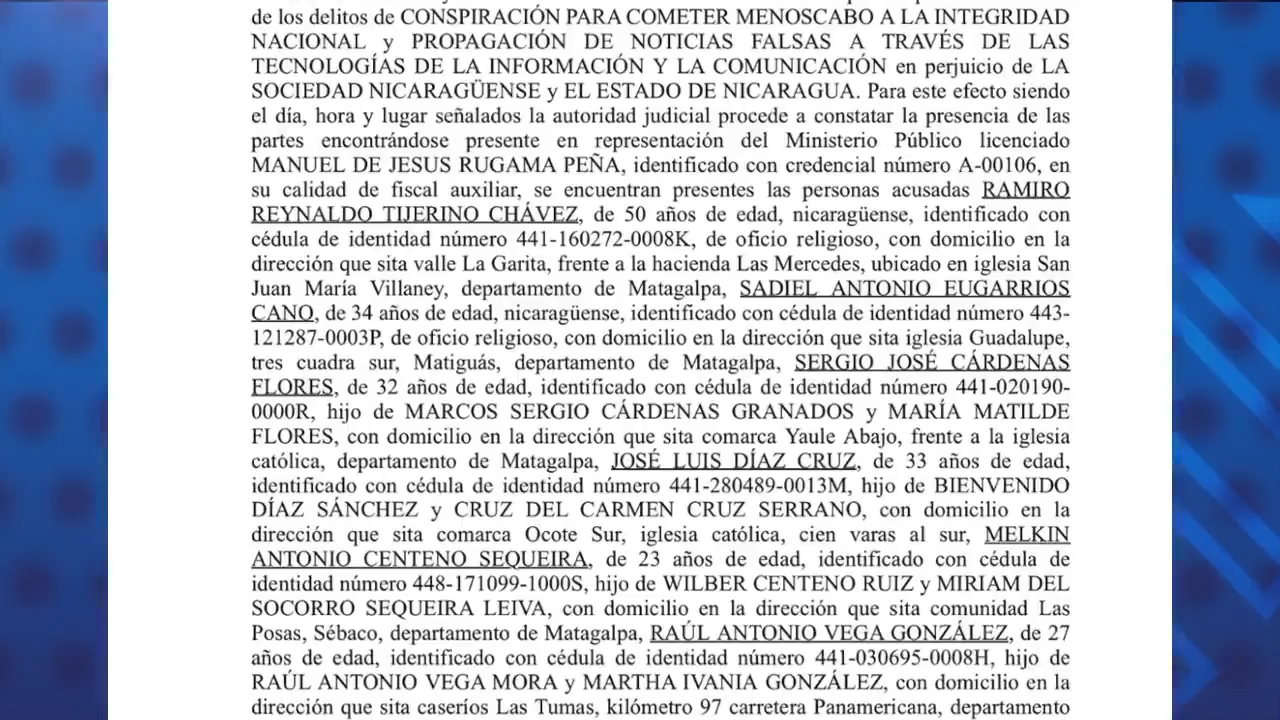 de los delitos de CONSPIRACIÓN PARA COMETER MENOSCABO A LA INTEGRIDAD
NACIONAL y PROPAGACIÓN DE NOTICIAS FALSAS A TRAVÉS DE LAS
TECNOLOGÍAS DE LA INFORMACIÓN Y LA COMUNICACIÓN en perjuicio de LA
SOCIEDAD NICARAGÜENSE y EL ESTADO DE NICARAGUA. Para este efecto siendo
el día, hora y lugar señalados la autoridad judicial procede a constatar la presencia de las
partes encontrándose presente en representación del Ministerio Público licenciado
MANUEL DE JESUS RUGAMA PEÑA, identificado con credencial número A-00106, en
su calidad de fiscal auxiliar, se encuentran presentes las personas acusadas RAMIRO
REYNALDO TIJERINO CHÁVEZ, de 50 años de edad, nicaragüense, identificado con
cédula de identidad número 441-160272-0008K, de oficio religioso, con domicilio en la
dirección que sita valle La Garita, frente a la hacienda Las Mercedes, ubicado en iglesia San
Juan María Villaney, departamento de Matagalpa, SADIEL ANTONIO EUGARRIOS
CANO, de 34 años de edad, nicaragüense, identificado con cédula de identidad número 443-
121287-0003P, de oficio religioso, con domicilio en la dirección que sita iglesia Guadalupe,
tres cuadra sur, Matiguás, departamento de Matagalpa, SERGIO JOSÉ CÁRDENAS
FLORES, de 32 años de edad, identificado con cédula de identidad número 441-020190-
0000R, hijo de MARCOS SERGIO CÁRDENAS GRANADOS y MARÍA MATILDE
FLORES, con domicilio en la dirección que sita comarca Yaule Abajo, frente a la iglesia
católica, departamento de Matagalpa, JOSÉ LUIS DÍAZ CRUZ, de 33 años de edad,
identificado con cédula de identidad número 441-280489-0013M, hijo de BIENVENIDO
DÍAZ SÁNCHEZ y CRUZ DEL CARMEN CRUZ SERRANO, con domicilio en la
dirección que sita comarca Ocote Sur, iglesia católica, cien varas al sur, MELKIN
ANTONIO CENTENO SEQUEIRA, de 23 años de edad, identificado con cédula de
identidad número 448-171099-1000S, hijo de WILBER CENTENO RUIZ y MIRIAM DEL
SOCORRO SEQUEIRA LEIVA, con domicilio en la dirección que sita comunidad Las
Posas, Sébaco, departamento de Matagalpa, RAÚL ANTONIO VEGA GONZÁLEZ, de 27
años de edad, identificado con cédula de identidad número 441-030695-0008H, hijo de
RAÚL ANTONIO VEGA MORA y MARTHA IVANIA GONZÁLEZ, con domicilio en la
dirección que sita caseríos Las Tumas, kilómetro 97 carretera Panamericana, departamento